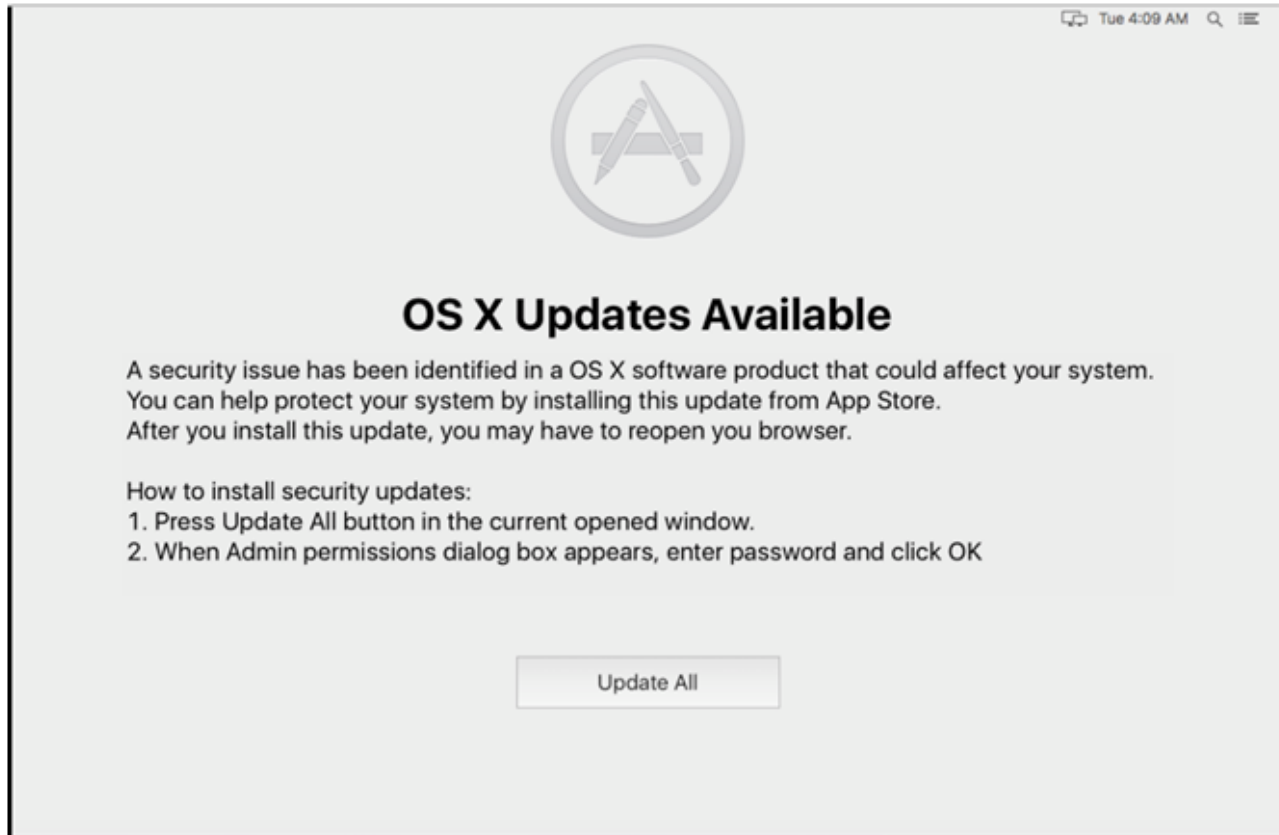 Tue 4:09 AM
OS X Updates Available
A security issue has been identified in a OS X software product that could affect your system.
You can help protect your system by installing this update from App Store.
After you install this update, you may have to reopen you browser.
How to install security updates:
1. Press Update All button in the current opened window.
2. When Admin permissions dialog box appears, enter password and click OK
Update All